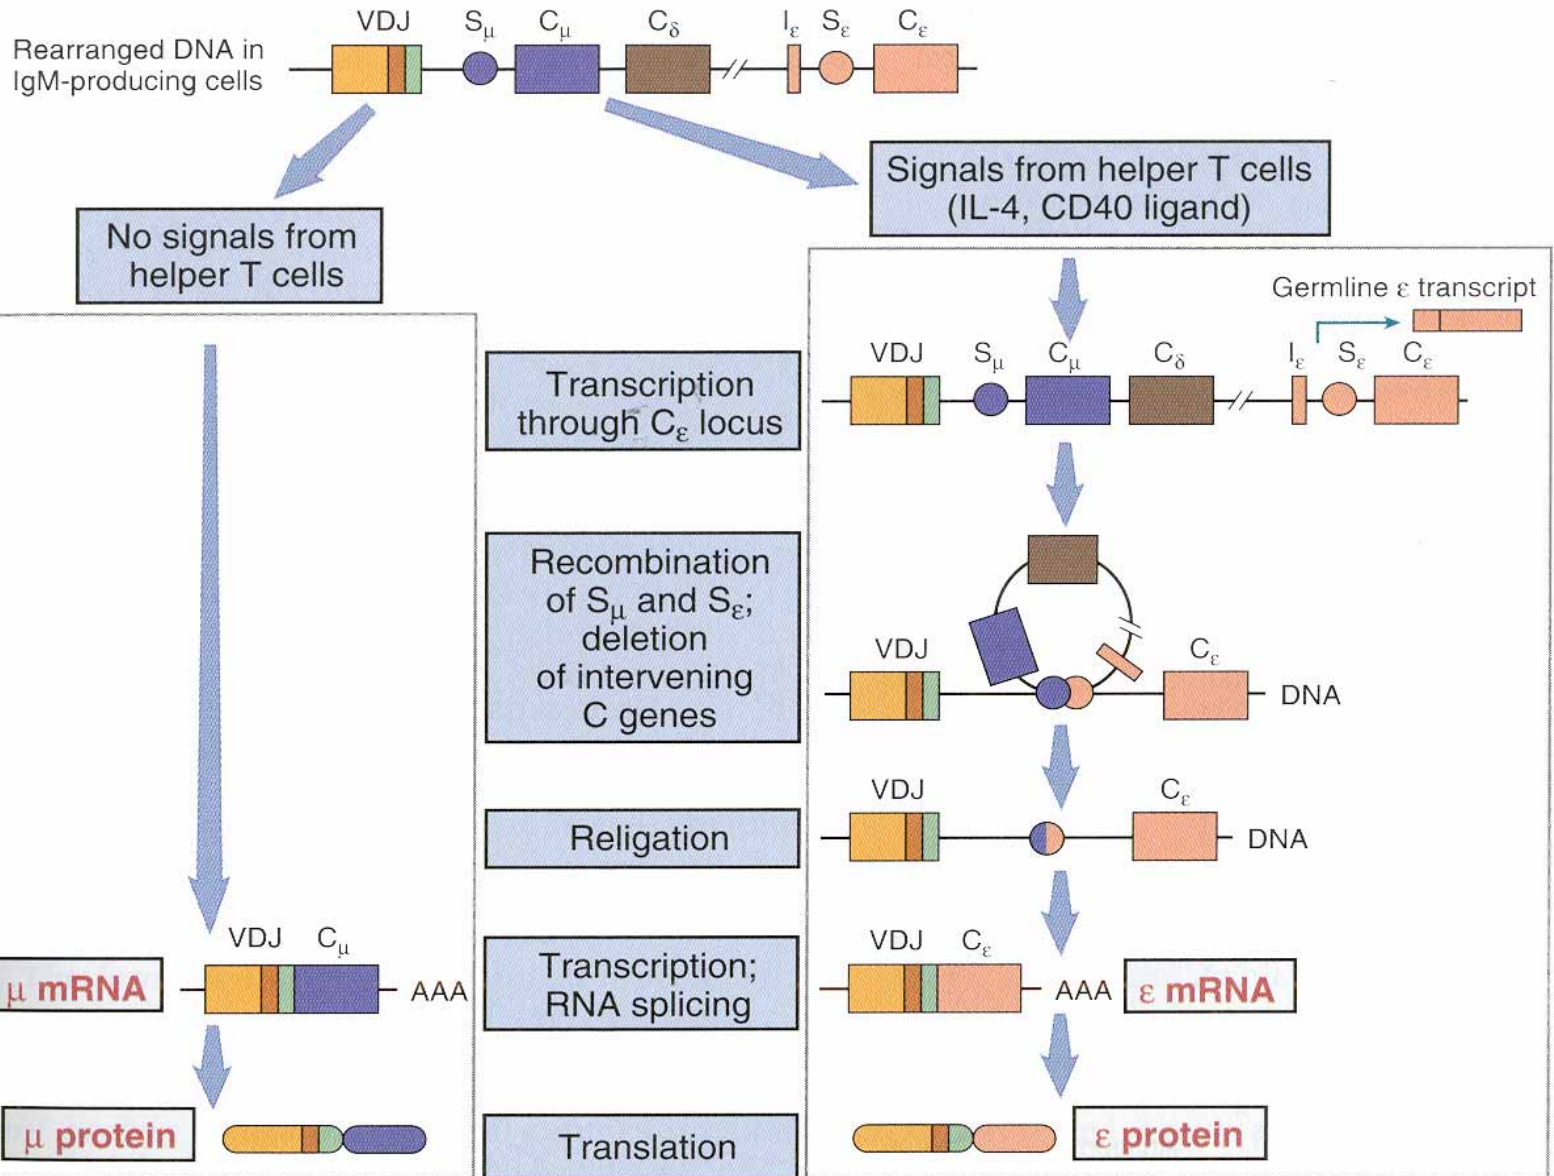 VDJ Sμ Cμ Cδ Iε Sε Cε
Rearranged DNA in
IgM-producing cells
No signals from
helper T cells
Signals from helper T cells
(IL-4, CD40 ligand)
Germline ε transcript
VDJ Sμ Cμ Cδ Iε Sε Cε
Transcription
through Cε locus
Recombination
of Sμ and Sε;
deletion
of intervening
C genes
VDJ Cε
DNA
Religation
VDJ Cε
DNA
VDJ Cμ
μ mRNA
AAA
Transcription;
RNA splicing
VDJ Cε
AAA
ε mRNA
μ protein
Translation
ε protein